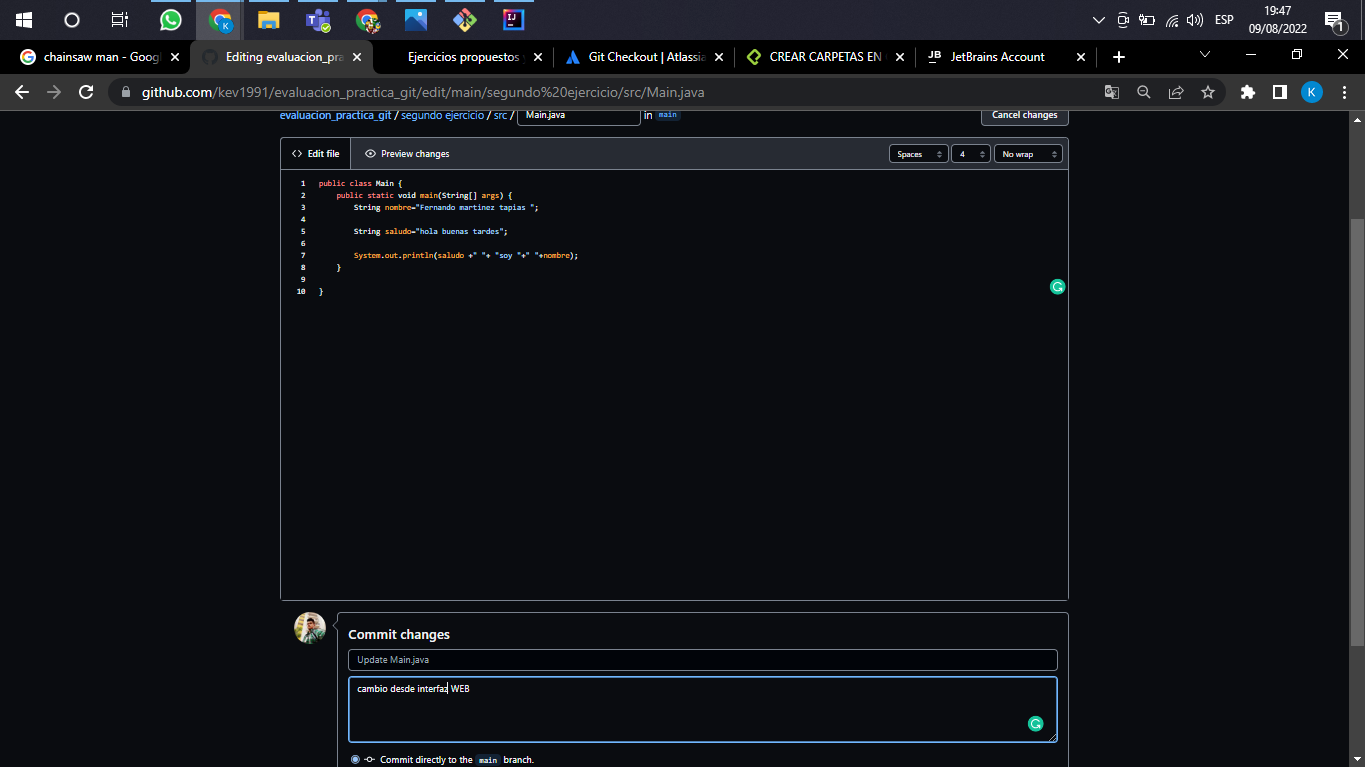 ESP
19:47
09/08/2022
1
chainsaw man - Googl
Editing evaluacion_pra
Ejercicios propuestos
Git Checkout | Atlassia
CREAR CARPETAS EN
JetBrains Account
github.com/kev1991/evaluacion_practica_git/edit/main/segundo%20ejercicio/src/Main.java
K
evaluacion_practica_git / segundo ejercicio / src / Main.java in main
Cancel changes
<> Edit file
Preview changes
Spaces
4
No wrap
1 public class Main {
2 public static void main(String[] args) {
3 String nombre="Fernando martinez tapias ";
4
5 String saludo="hola buenas tardes";
6
7 System.out.println(saludo +" "+ "soy "+" "+nombre);
8 }
9
10 }
Commit changes
Update Main.java
cambio desde interfaz WEB
Commit directly to the main branch.